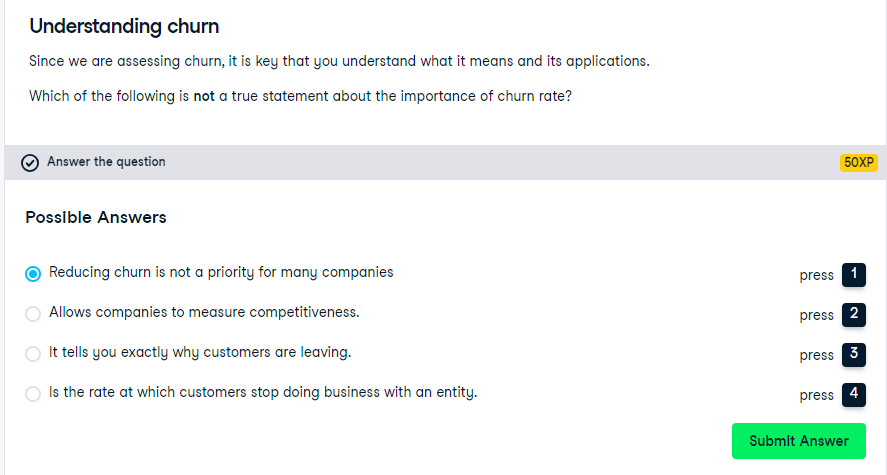 Understanding churn
Since we are assessing churn, it is key that you understand what it means and its applications.
Which of the following is not a true statement about the importance of churn rate?
Answer the question
50XP
Possible Answers
Reducing churn is not a priority for many companies
press 1
Allows companies to measure competitiveness.
press 2
It tells you exactly why customers are leaving.
press 3
Is the rate at which customers stop doing business with an entity.
press 4
Submit Answer